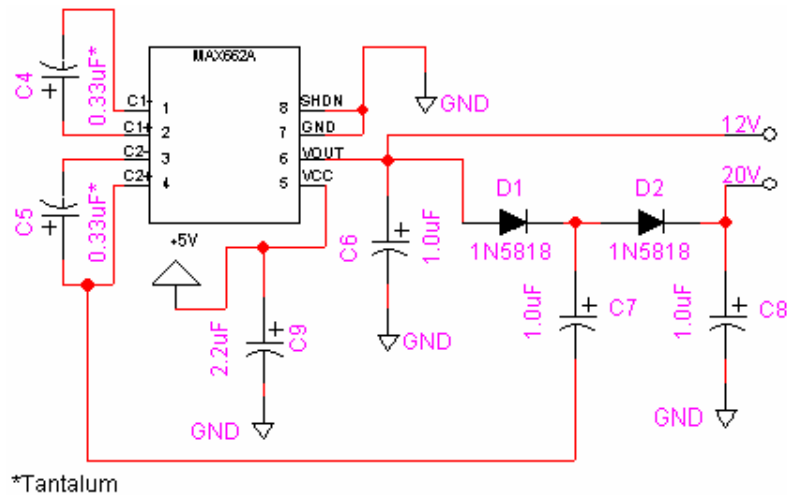 MAX662A
C4
0.33uF*
+
C1-
1
C1+
2
C2-
3
C2+
4
8
SHDN
7
GND
6
VOUT
5
VCC
GND
12V
20V
C5
0.33uF*
+
+5V
C6
1.0uF
+
GND
D1
1N5818
D2
1N5818
2.2uF
C9
+
GND
1.0uF
C7
+
1.0uF
C8
+
GND
*Tantalum